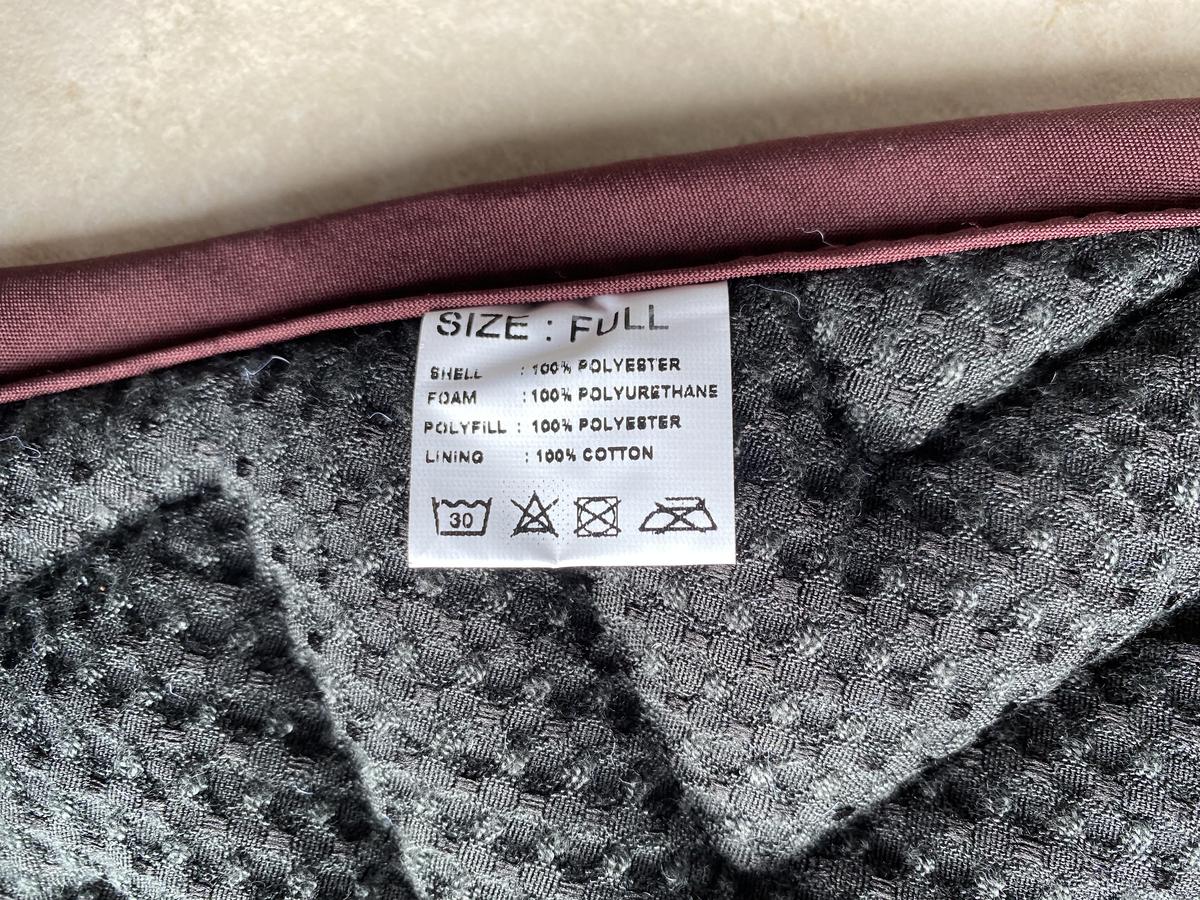 SIZE : FULL
SHELL : 100% POLYESTER
FOAM : 100% POLYURETHANE
POLYFILL : 100% POLYESTER
LINING : 100% COTTON
30